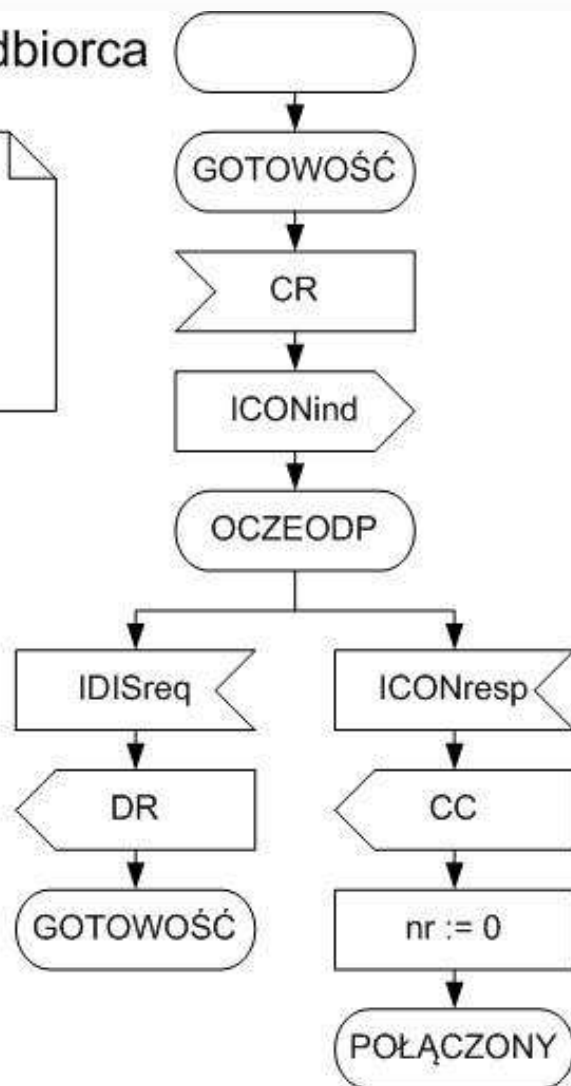 dbiorca
GOTOWOŚĆ
CR
ICONind
OCZEODP
IDISreq
ICONresp
DR
CC
GOTOWOŚĆ
nr := 0
POŁĄCZONY